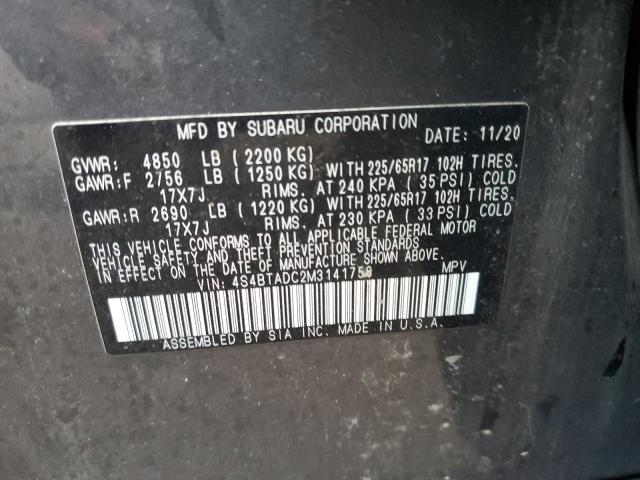 MFD BY SUBARU CORPORATION DATE: 11/20
GVWR: 4850 LB (2200 KG)
GAWR:F 2756 LB (1250 KG) WITH 225/65R17 102H TIRES.
17X7J RIMS. AT 240 KPA (35 PSI) COLD
GAWR:R 2690 LB (1220 KG) WITH 225/65R17 102H TIRES.
17X7J RIMS. AT 230 KPA (33 PSI) COLD
THIS VEHICLE CONFORMS TO ALL APPLICABLE FEDERAL MOTOR
VEHICLE SAFETY AND THEFT PREVENTION STANDARDS IN EFFECT
ON THE DATE OF MANUFACTURE SHOWN ABOVE.
VIN: MPV
ASSEMBLED BY SIA INC. MADE IN U.S.A.